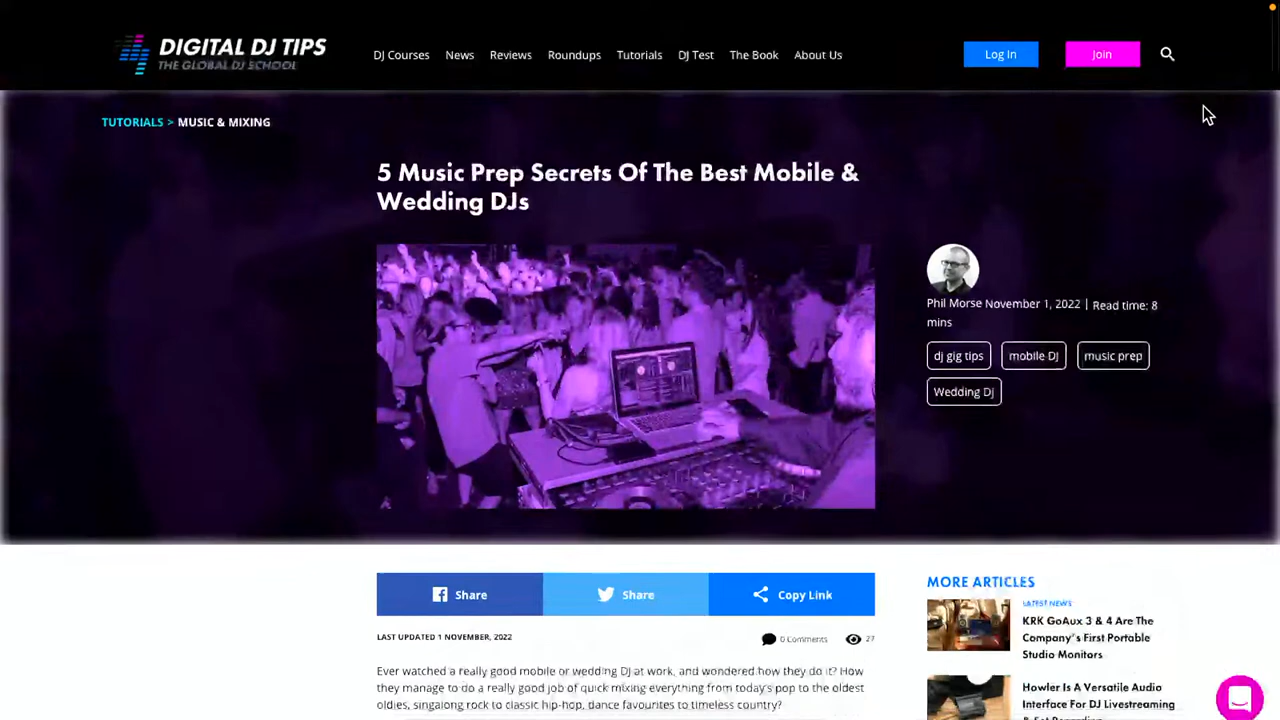 DIGITAL DJ TIPS
THE GLOBAL DJ SCHOOL
DJ Courses News Reviews Roundups Tutorials DJ Test The Book About Us
Log In
Join
TUTORIALS > MUSIC & MIXING
5 Music Prep Secrets Of The Best Mobile &
Wedding DJs
Phil Morse November 1, 2022 | Read time: 8
mins
dj gig tips mobile DJ music prep
Wedding Dj
Share
Share
Copy Link
LAST UPDATED 1 NOVEMBER, 2022
0 Comments
27
Ever watched a really good mobile or wedding DJ at work, and wondered how they do it? How
they manage to do a really good job of quick mixing everything from today's pop to the oldest
oldies, singalong rock to classic hip-hop, dance favourites to timeless country?
MORE ARTICLES
LATEST NEWS
KRK GoAux 3 & 4 Are The
Company's First Portable
Studio Monitors
Howler Is A Versatile Audio
Interface For DJ Livestreaming
& Set Recording